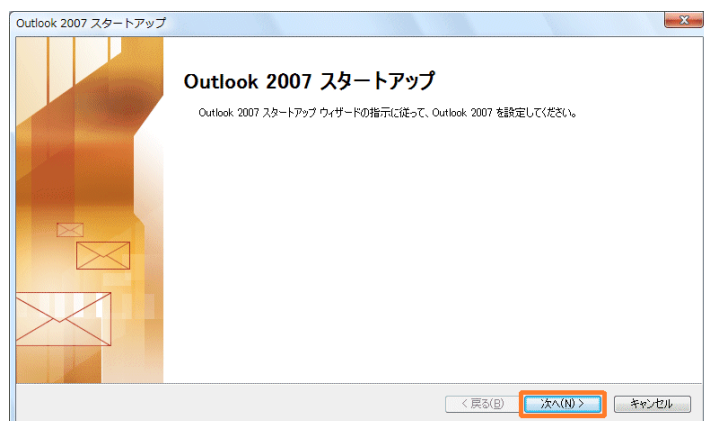 Outlook 2007 スタートアップ
Outlook 2007 スタートアップ
Outlook 2007 スタートアップ ウィザードの指示に従って、Outlook 2007 を設定してください。
< 戻る(B) 次へ(N) > キャンセル